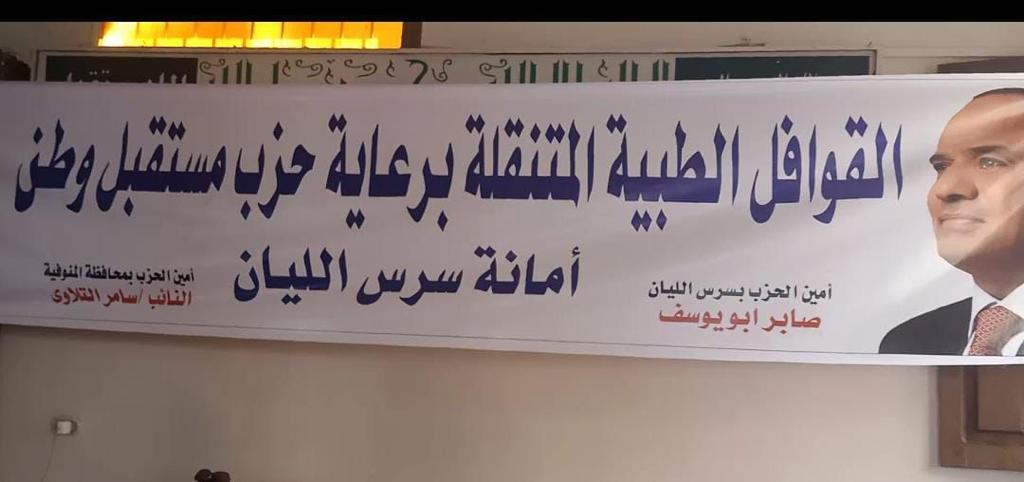 القوافل الطبية المتنقلة برعاية حزب مستقبل وطن
أمانة سرس الليان
أمين الحزب بسرس الليان
صابر ابو يوسف
أمين الحزب بمحافظة المنوفية
النائب / سامر التلاوى